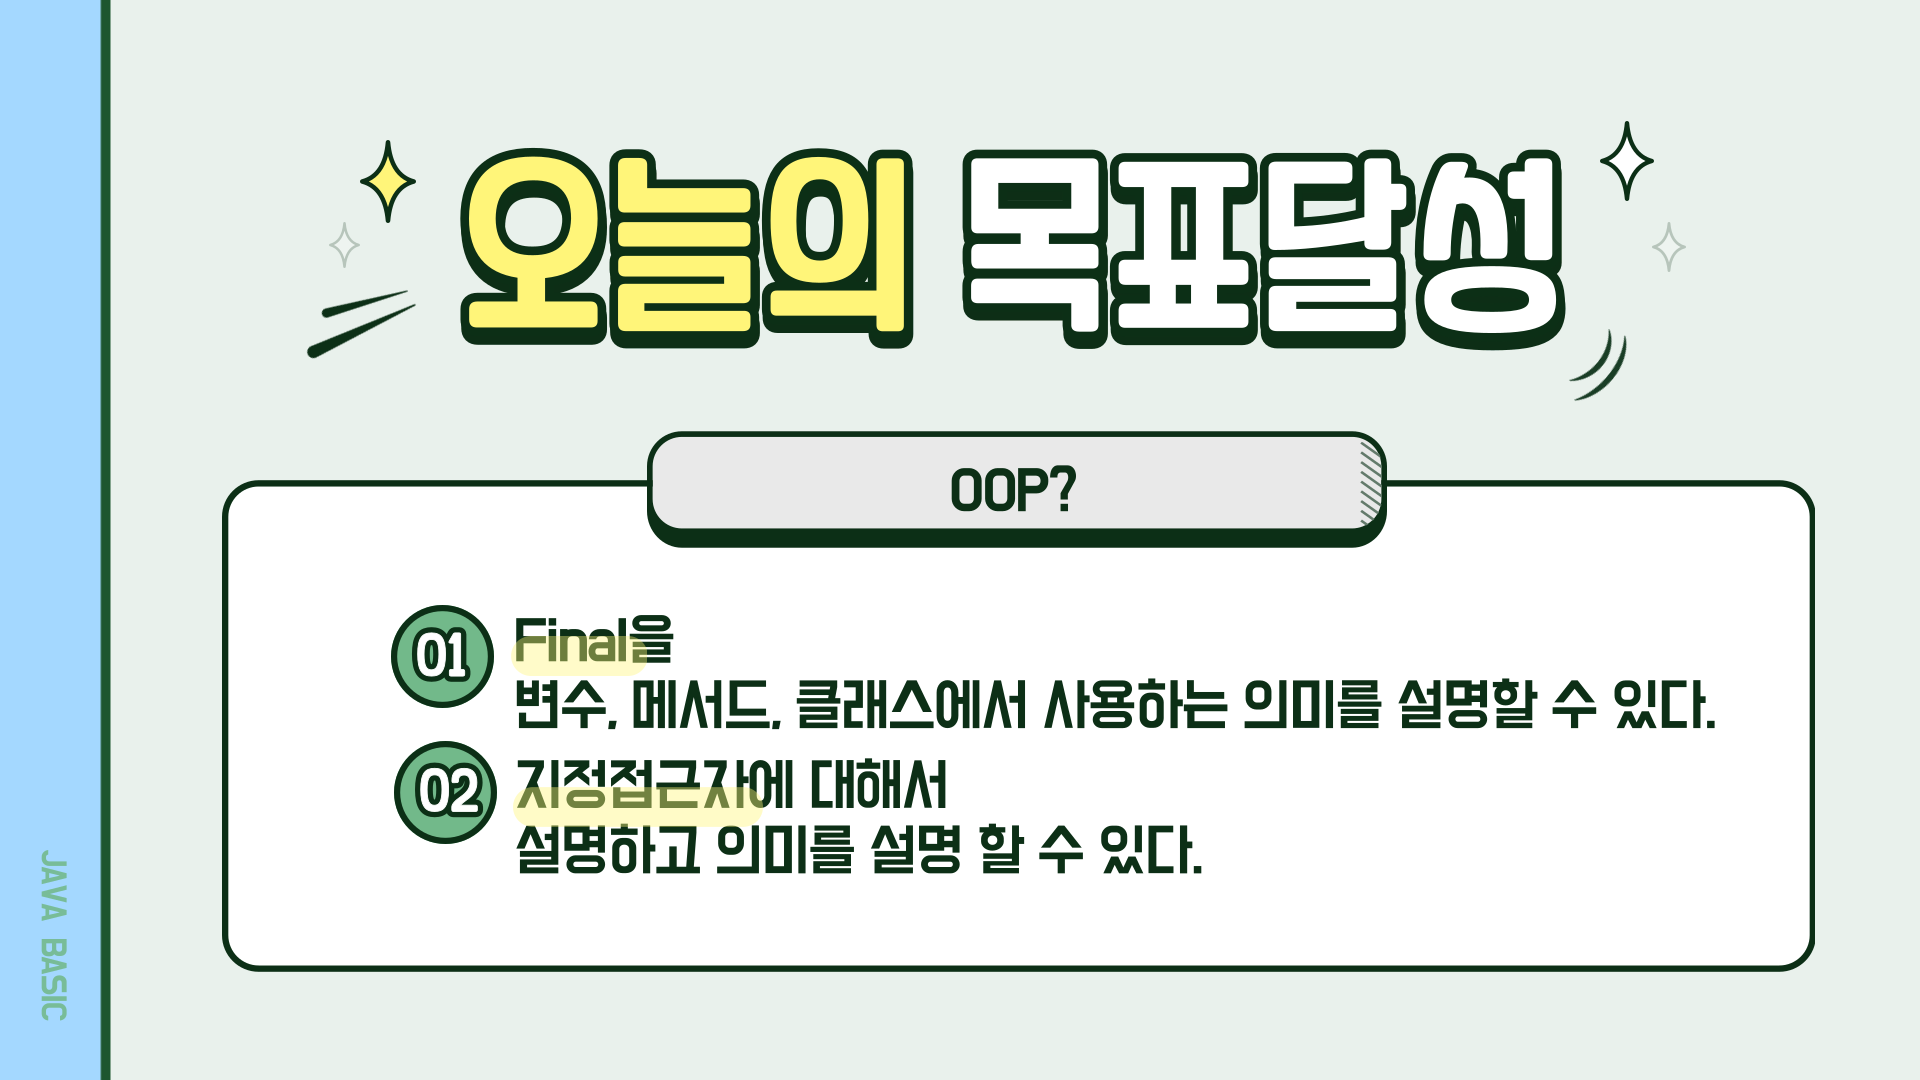 오늘의 목표달성
OOP?
01
Final을
변수, 메서드, 클래스에서 사용하는 의미를 설명할 수 있다.
02
지정접근자에 대해서
설명하고 의미를 설명 할 수 있다.
JAVA BASIC